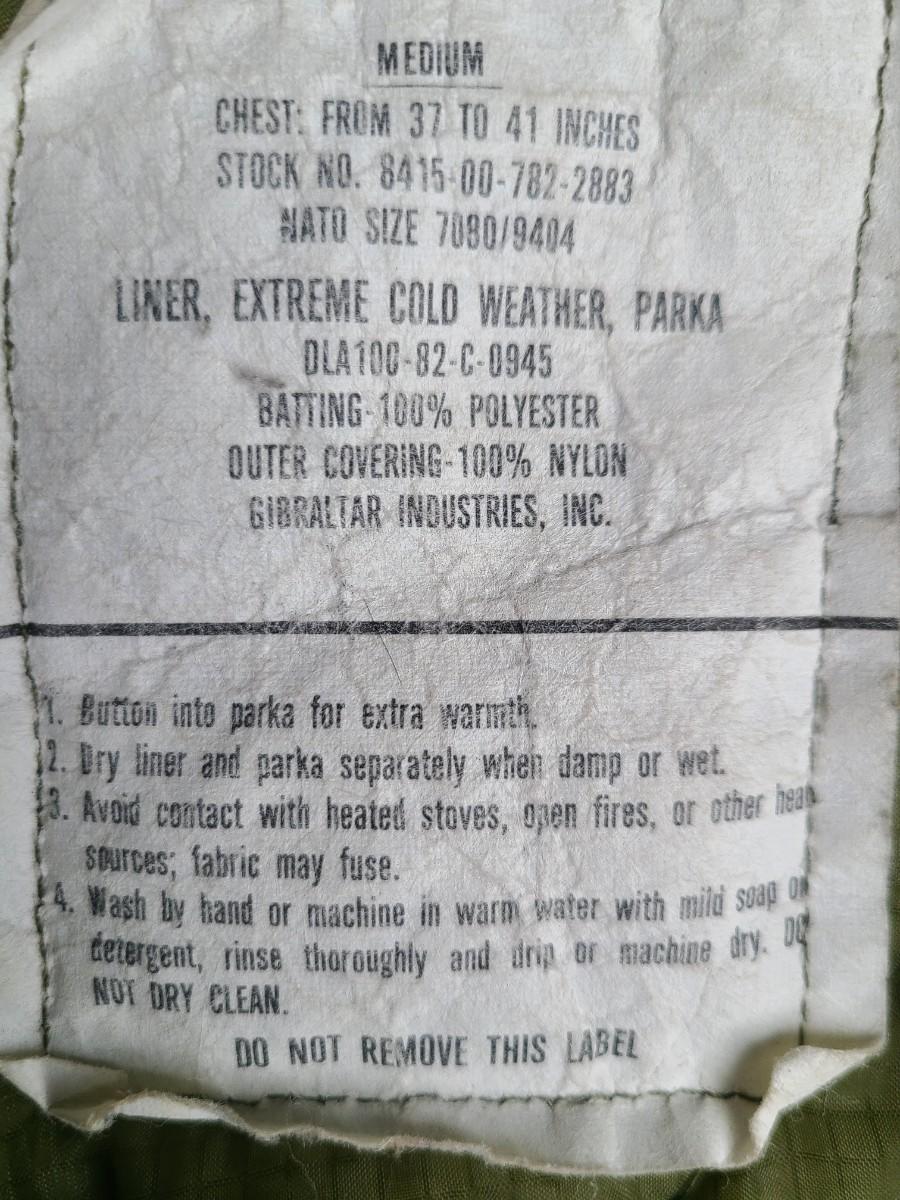 MEDIUM
CHEST: FROM 37 TO 41 INCHES
STOCK NO. 8415-00-782-2883
NATO SIZE 7080/9404
LINER, EXTREME COLD WEATHER, PARKA
DLA100-82-C-0945
BATTING-100% POLYESTER
OUTER COVERING-100% NYLON
GIBRALTAR INDUSTRIES, INC.
1. Button into parka for extra warmth.
2. Dry liner and parka separately when damp or wet.
3. Avoid contact with heated stoves, open fires, or other heat
sources; fabric may fuse.
4. Wash by hand or machine in warm water with mild soap or
detergent, rinse thoroughly and drip or machine dry. DO
NOT DRY CLEAN.
DO NOT REMOVE THIS LABEL